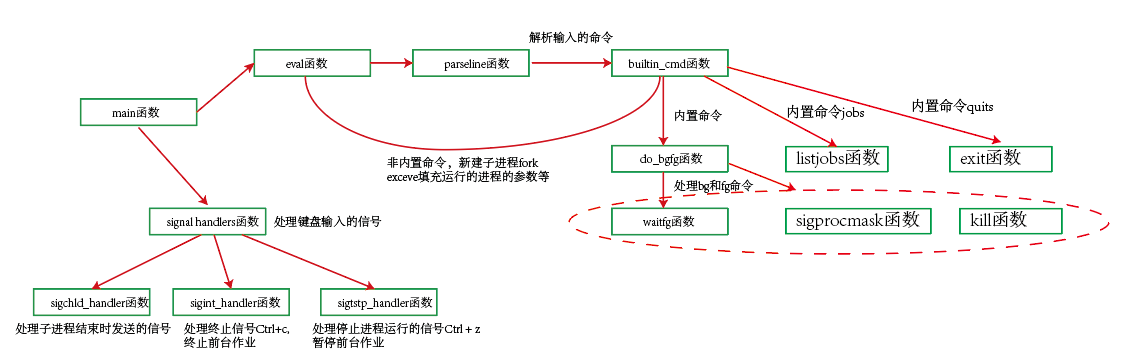 解析输入的命令
eval函数
parseline函数
builtin_cmd函数
main函数
内置命令
内置命令jobs
内置命令quits
非内置命令，新建子进程fork
exceve填充运行的进程的参数等
do_bgfg函数
listjobs函数
exit函数
处理bg和fg命令
signal handlers函数
处理键盘输入的信号
waitfg函数
sigprocmask函数
kill函数
sigchld_handler函数
sigint_handler函数
sigtstp_handler函数
处理子进程结束时发送的信号
处理终止信号Ctrl+c,
终止前台作业
处理停止进程运行的信号Ctrl + z
暂停前台作业